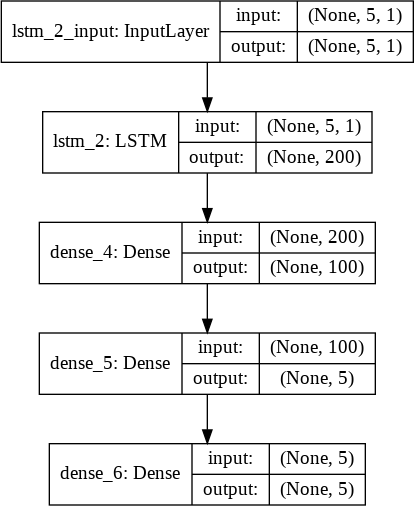 lstm_2_input: InputLayer
input: (None, 5, 1)
output: (None, 5, 1)
lstm_2: LSTM
input: (None, 5, 1)
output: (None, 200)
dense_4: Dense
input: (None, 200)
output: (None, 100)
dense_5: Dense
input: (None, 100)
output: (None, 5)
dense_6: Dense
input: (None, 5)
output: (None, 5)